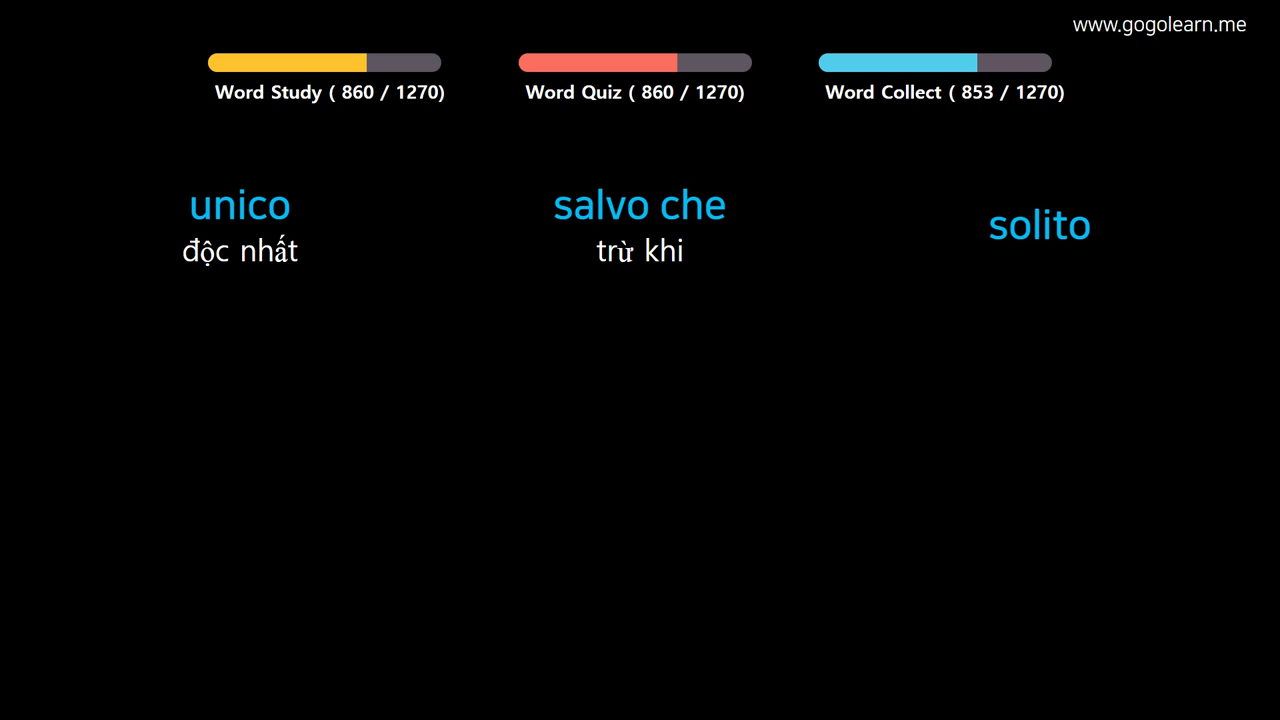 www.gogolearn.me
Word Study ( 860 / 1270)
Word Quiz ( 860 / 1270)
Word Collect ( 853 / 1270)
unico
độc nhất
salvo che
trừ khi
solito